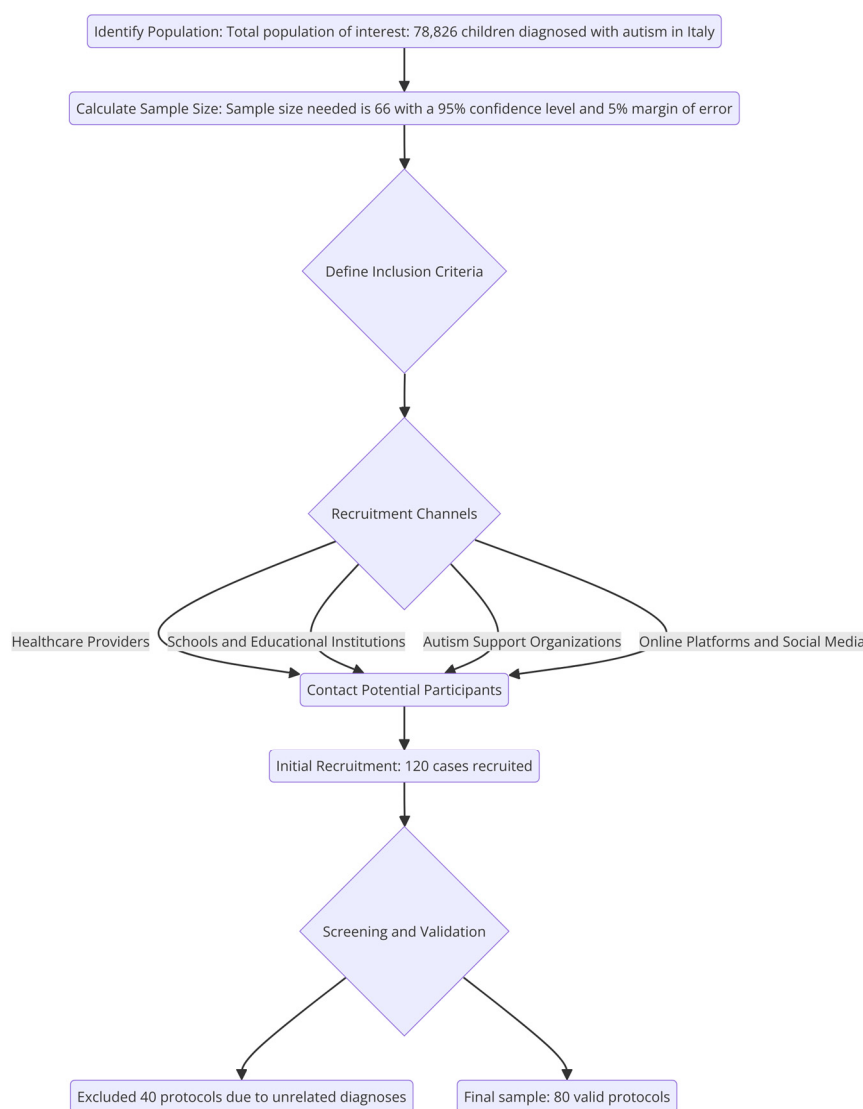 Identify Population: Total population of interest: 78,826 children diagnosed with autism in Italy
Calculate Sample Size: Sample size needed is 66 with a 95% confidence level and 5% margin of error
Define Inclusion Criteria
Recruitment Channels
Healthcare Providers
Schools and Educational Institutions
Autism Support Organizations
Online Platforms and Social Media
Contact Potential Participants
Initial Recruitment: 120 cases recruited
Screening and Validation
Excluded 40 protocols due to unrelated diagnoses
Final sample: 80 valid protocols